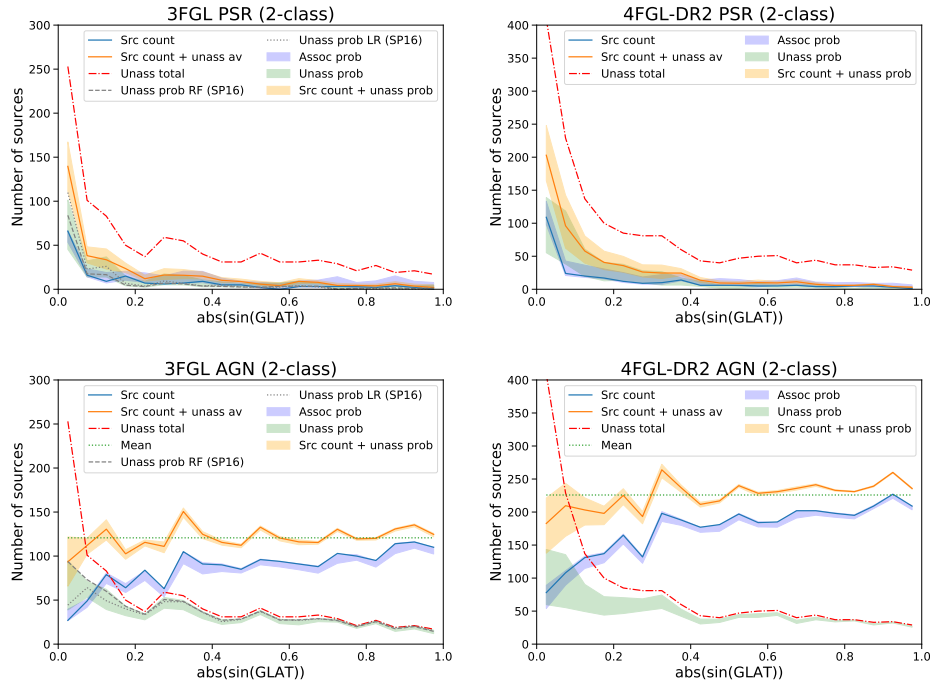 3FGL PSR (2-class)
300
250
200
150
100
50
0
Number of sources
Src count
Src count + unass av
Unass total
Unass prob RF (SP16)
Unass prob LR (SP16)
Assoc prob
Unass prob
Src count + unass prob
0.0 0.2 0.4 0.6 0.8 1.0
abs(sin(GLAT))
4FGL-DR2 PSR (2-class)
400
350
300
250
200
150
100
50
0
Number of sources
Src count
Src count + unass av
Unass total
Assoc prob
Unass prob
Src count + unass prob
0.0 0.2 0.4 0.6 0.8 1.0
abs(sin(GLAT))
3FGL AGN (2-class)
300
250
200
150
100
50
0
Number of sources
Src count
Src count + unass av
Unass total
Mean
Unass prob RF (SP16)
Unass prob LR (SP16)
Assoc prob
Unass prob
Src count + unass prob
0.0 0.2 0.4 0.6 0.8 1.0
abs(sin(GLAT))
4FGL-DR2 AGN (2-class)
400
350
300
250
200
150
100
50
0
Number of sources
Src count
Src count + unass av
Unass total
Mean
Assoc prob
Unass prob
Src count + unass prob
0.0 0.2 0.4 0.6 0.8 1.0
abs(sin(GLAT))